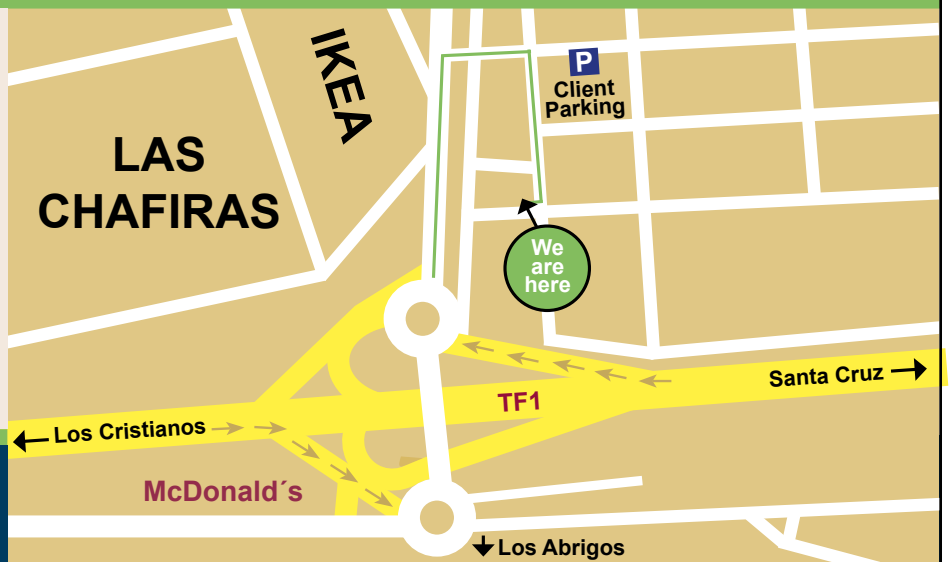 IKEA
P
Client
Parking
LAS
CHAFIRAS
We
are
here
Santa Cruz
TF1
Los Cristianos
McDonald´s
Los Abrigos